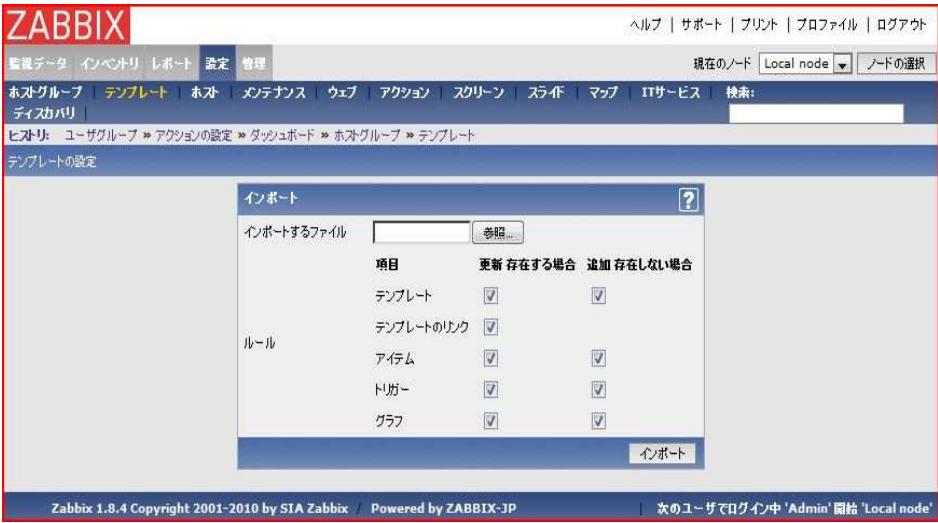 ZABBIX
ヘルプ | サポート | プリント | プロファイル | ログアウト
監視データ インベントリ レポート 設定 管理
現在のノード Local node ノードの選択
ホストグループ | テンプレート | ホスト | メンテナンス | ウェブ | アクション | スクリーン | スライド | マップ | ITサービス | 検索:
ディスカバリ |
ヒストリ: ユーザグループ » アクションの設定 » ダッシュボード » ホストグループ » テンプレート
テンプレートの設定
インポート ?
インポートするファイル 参照...
項目 更新 存在する場合 追加 存在しない場合
テンプレート
テンプレートのリンク
ルール
アイテム
トリガー
グラフ
インポート
Zabbix 1.8.4 Copyright 2001-2010 by SIA Zabbix / Powered by ZABBIX-JP | 次のユーザでログイン中 'Admin' 開始 'Local node'